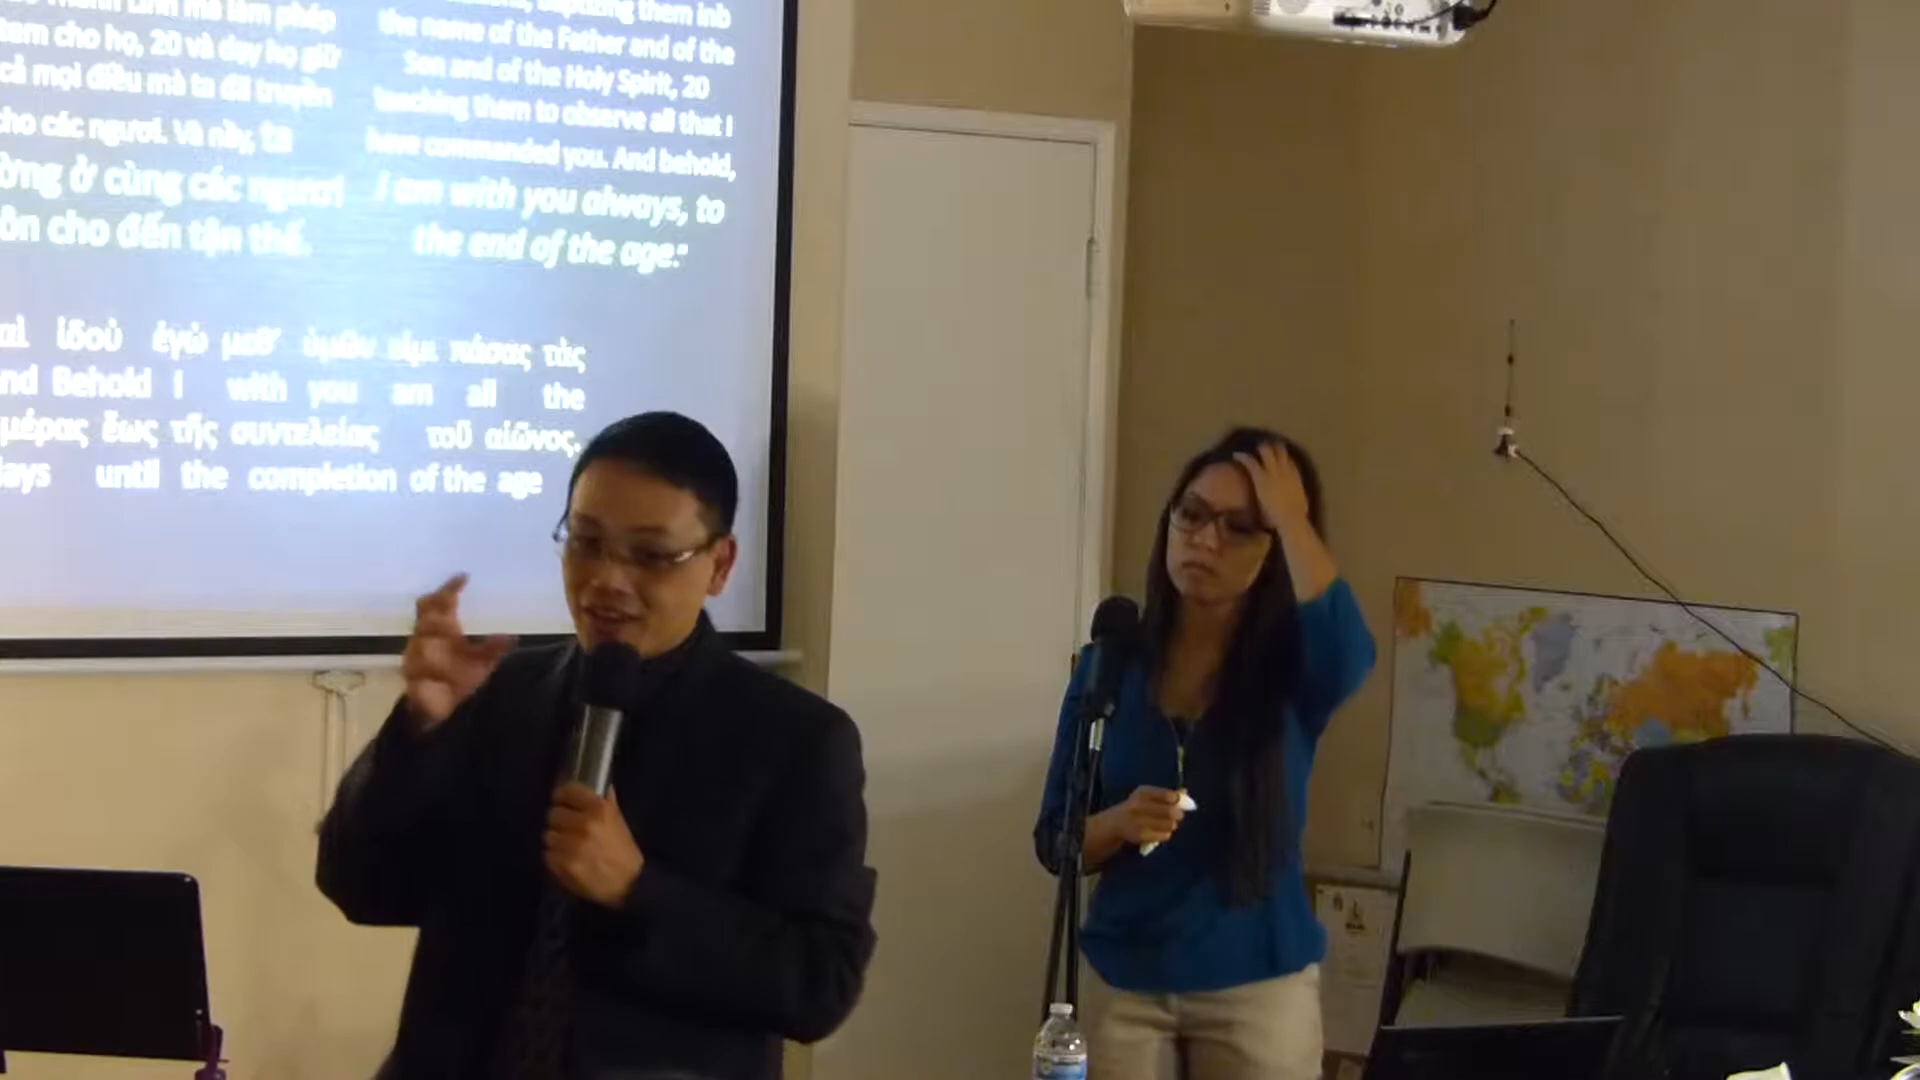 tem cho họ, 20 và dạy họ giữ
cả mọi điều mà ta đã truyền
cho các ngươi. Và này, ta
ở cùng các ngươi
cho đến tận thế.
baptizing them
the name of the Father and of the
Son and of the Holy Spirit, 20
teaching them to observe all that I
have commanded you. And behold,
I am with you always, to
the end of the age."
ἰδοὺ ἐγὼ μεθ’ ὑμῶν εἰμι πάσας τὰς
Behold I with you am all the
ἕως τῆς συντελείας τοῦ αἰῶνος.
until the completion of the age